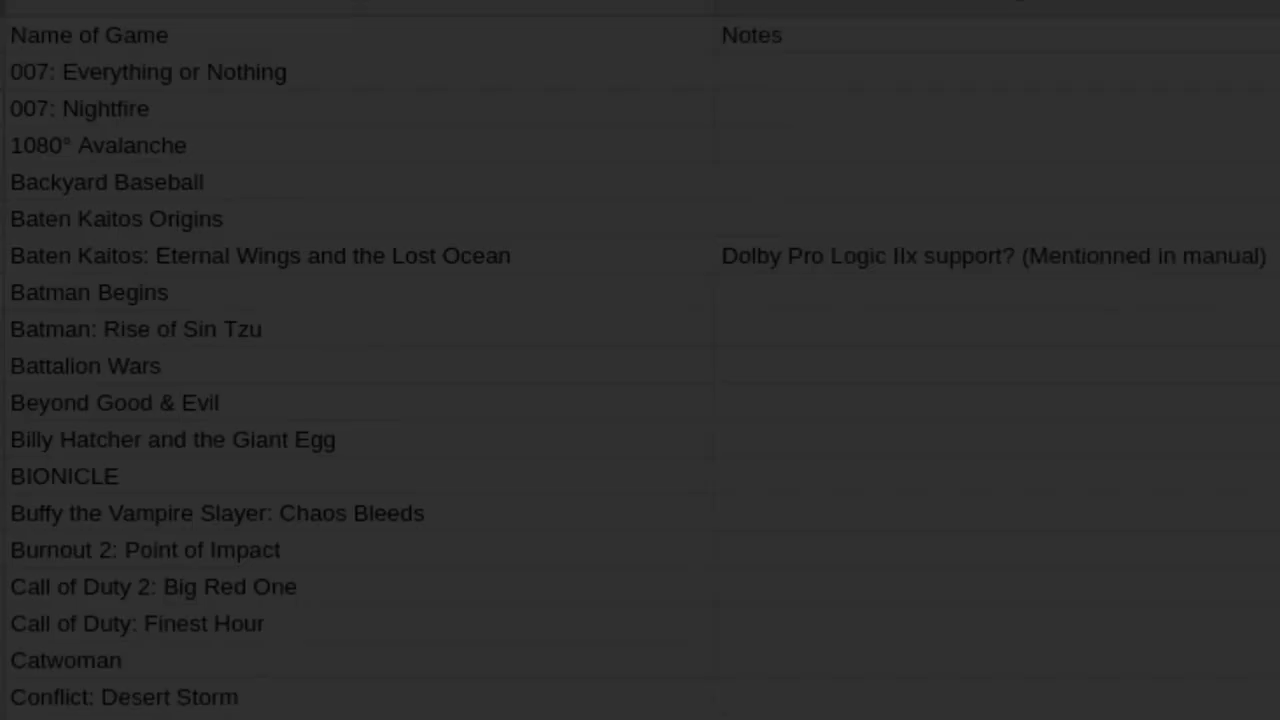 Name of Game Notes
007: Everything or Nothing
007: Nightfire
1080° Avalanche
Backyard Baseball
Baten Kaitos Origins
Baten Kaitos: Eternal Wings and the Lost Ocean Dolby Pro Logic IIx support? (Mentionned in manual)
Batman Begins
Batman: Rise of Sin Tzu
Battalion Wars
Beyond Good & Evil
Billy Hatcher and the Giant Egg
BIONICLE
Buffy the Vampire Slayer: Chaos Bleeds
Burnout 2: Point of Impact
Call of Duty 2: Big Red One
Call of Duty: Finest Hour
Catwoman
Conflict: Desert Storm